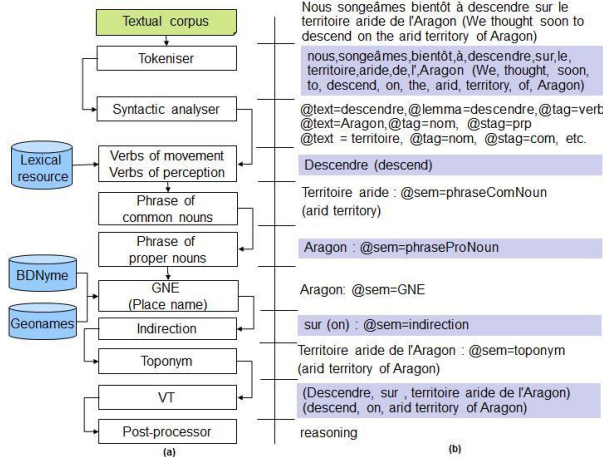 Textual corpus
Tokeniser
Syntactic analyser
Lexical
resource
Verbs of movement
Verbs of perception
Phrase of
common nouns
Phrase of
proper nouns
BDNyme
Geonames
GNE
(Place name)
Indirection
Toponym
VT
Post-processor
(a)
Nous songeâmes bientôt à descendre sur le
territoire aride de l'Aragon (We thought soon to
descend on the arid territory of Aragon)
nous,songeâmes,bientôt,à,descendre,sur,le,
territoire,aride,de,l',Aragon (We, thought, soon,
to, descend, on, the, arid, territory, of, Aragon)
@text=descendre,@lemma=descendre,@tag=verb
@text=Aragon,@tag=nom, @stag=prp
@text = territoire, @tag=nom, @stag=com, etc.
Descendre (descend)
Territoire aride : @sem=phraseComNoun
(arid territory)
Aragon : @sem=phraseProNoun
Aragon: @sem=GNE
sur (on) : @sem=indirection
Territoire aride de l'Aragon : @sem=toponym
(arid territory of Aragon)
(Descendre, sur , territoire aride de l'Aragon)
(descend, on, arid territory of Aragon)
reasoning
(b)